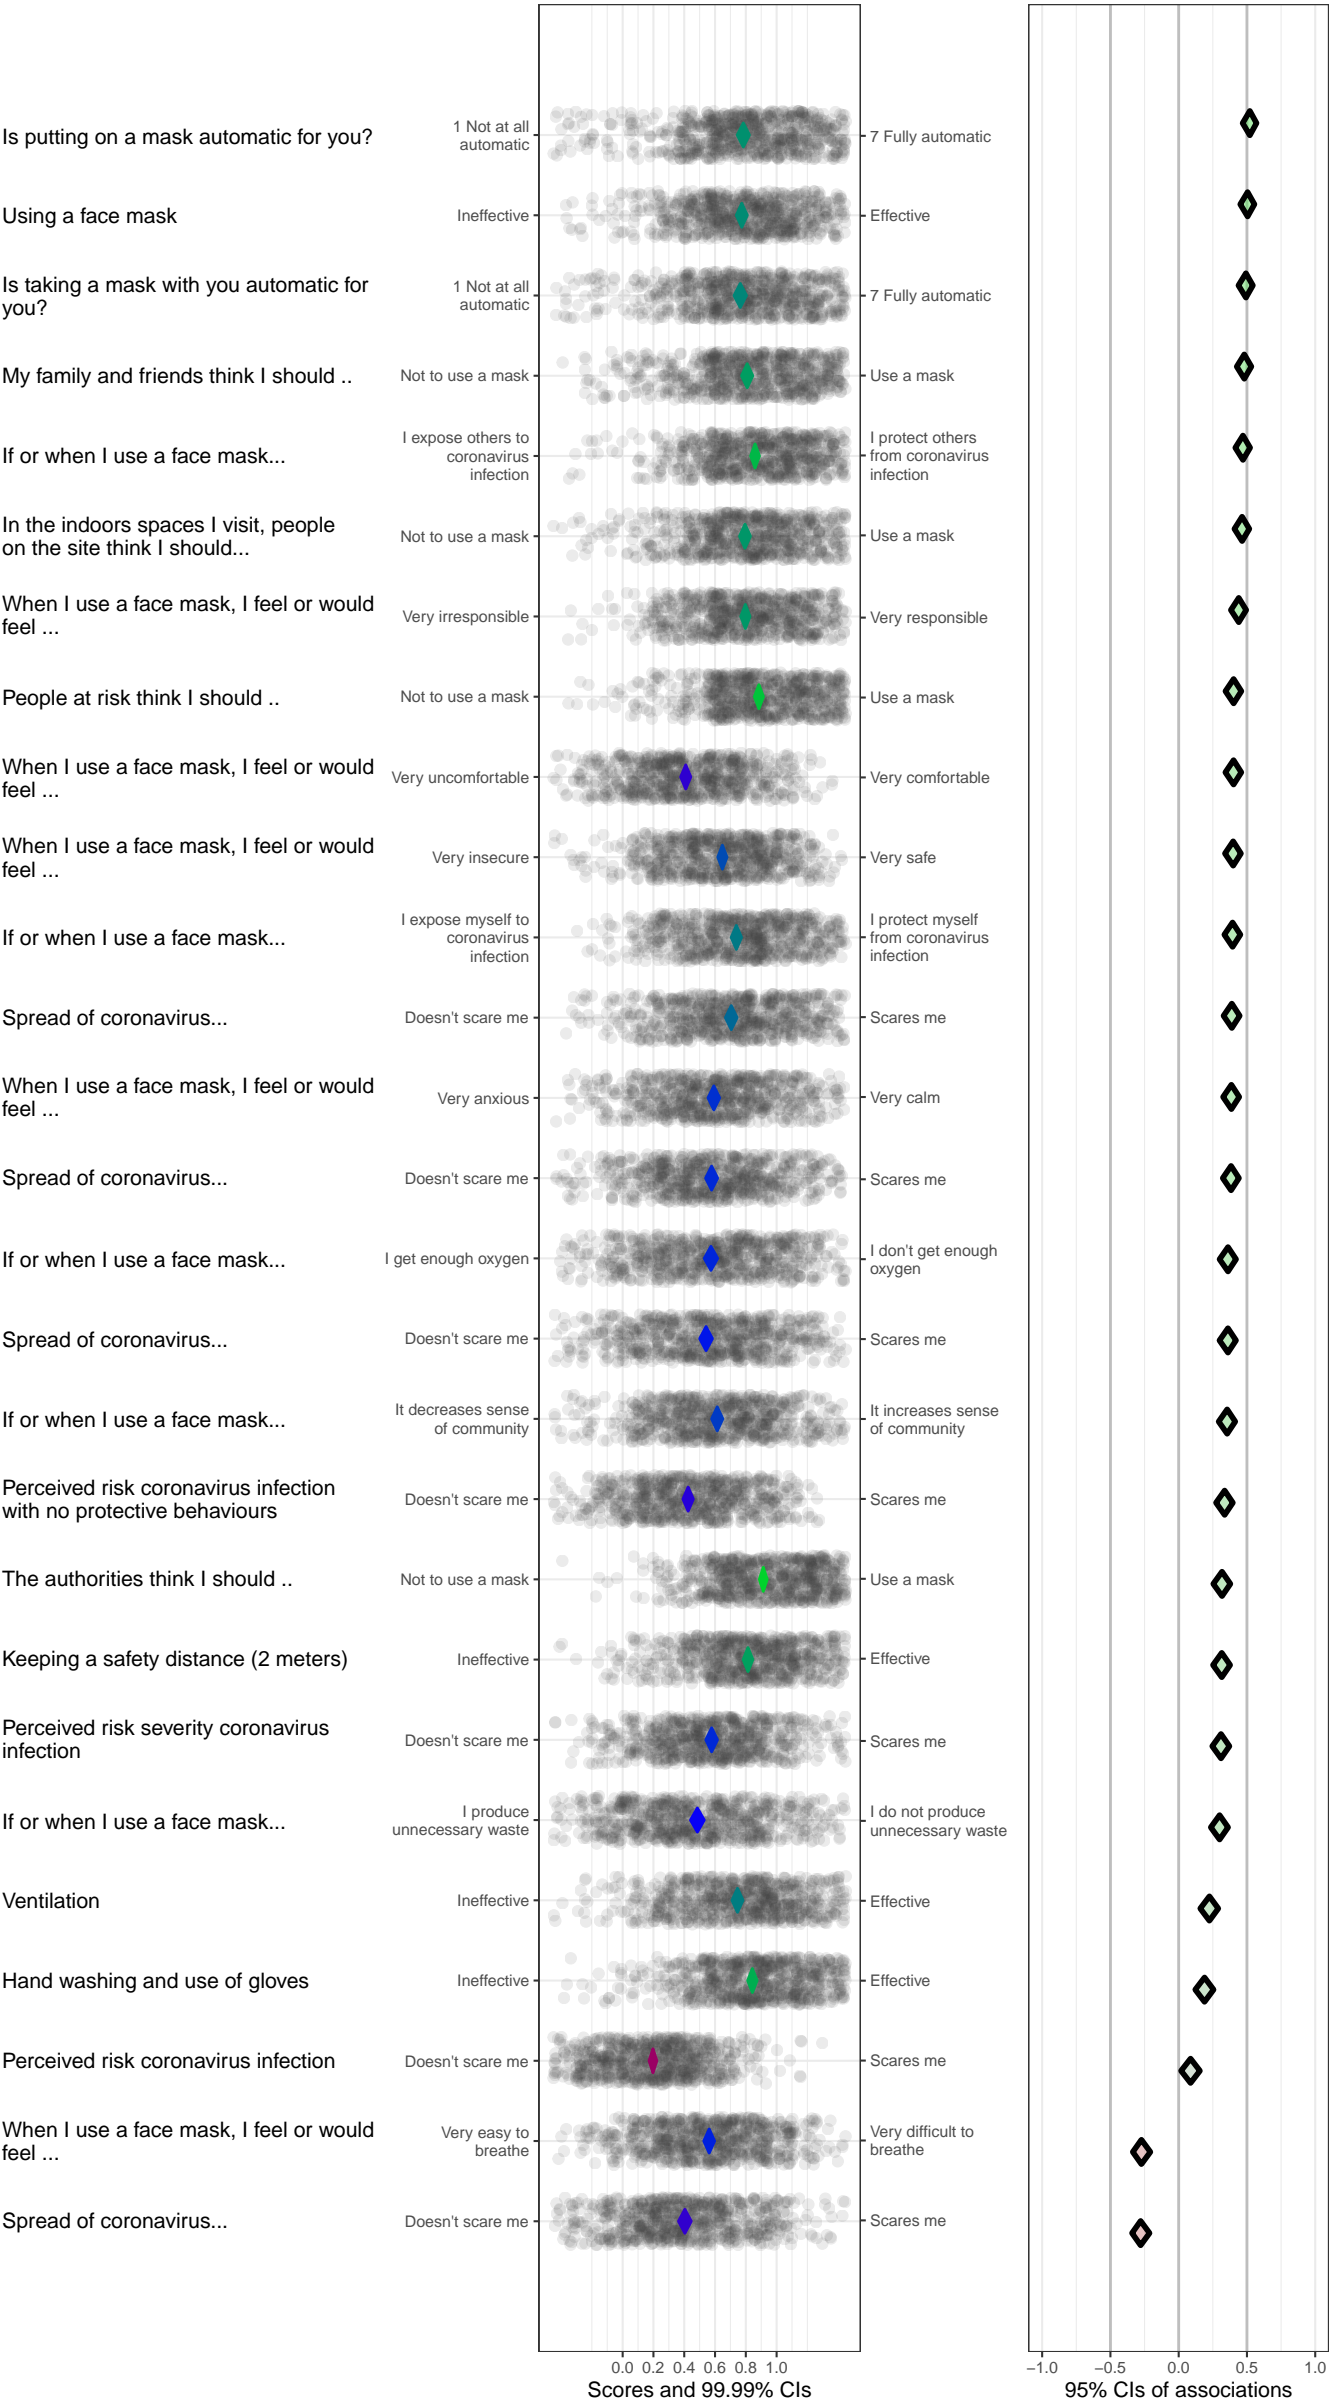 Is putting on a mask automatic for you?
1 Not at all
automatic
7 Fully automatic
Using a face mask
Ineffective
Effective
Is taking a mask with you automatic for
you?
1 Not at all
automatic
7 Fully automatic
My family and friends think I should ..
Not to use a mask
Use a mask
If or when I use a face mask...
I expose others to
coronavirus
infection
I protect others
from coronavirus
infection
In the indoors spaces I visit, people
on the site think I should...
Not to use a mask
Use a mask
When I use a face mask, I feel or would
feel ...
Very irresponsible
Very responsible
People at risk think I should ..
Not to use a mask
Use a mask
When I use a face mask, I feel or would
feel ...
Very uncomfortable
Very comfortable
When I use a face mask, I feel or would
feel ...
Very insecure
Very safe
If or when I use a face mask...
I expose myself to
coronavirus
infection
I protect myself
from coronavirus
infection
Spread of coronavirus...
Doesn't scare me
Scares me
When I use a face mask, I feel or would
feel ...
Very anxious
Very calm
Spread of coronavirus...
Doesn't scare me
Scares me
If or when I use a face mask...
I get enough oxygen
I don't get enough
oxygen
Spread of coronavirus...
Doesn't scare me
Scares me
If or when I use a face mask...
It decreases sense
of community
It increases sense
of community
Perceived risk coronavirus infection
with no protective behaviours
Doesn't scare me
Scares me
The authorities think I should ..
Not to use a mask
Use a mask
Keeping a safety distance (2 meters)
Ineffective
Effective
Perceived risk severity coronavirus
infection
Doesn't scare me
Scares me
If or when I use a face mask...
I produce
unnecessary waste
I do not produce
unnecessary waste
Ventilation
Ineffective
Effective
Hand washing and use of gloves
Ineffective
Effective
Perceived risk coronavirus infection
Doesn't scare me
Scares me
When I use a face mask, I feel or would
feel ...
Very easy to
breathe
Very difficult to
breathe
Spread of coronavirus...
Doesn't scare me
Scares me
0.0 0.2 0.4 0.6 0.8 1.0
Scores and 99.99% CIs
−1.0 −0.5 0.0 0.5 1.0
95% CIs of associations